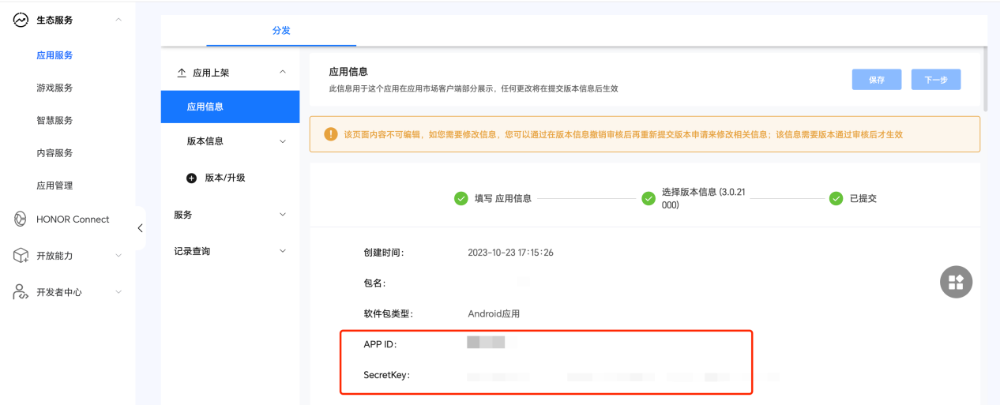 生态服务
应用服务
游戏服务
智慧服务
内容服务
应用管理
HONOR Connect
开放能力
开发者中心
分发
应用上架
应用信息
版本信息
版本/升级
服务
记录查询
应用信息
此信息用于这个应用在应用市场客户端部分展示，任何更改将在提交版本信息后生效
保存
下一步
该页面内容不可编辑，如您需要修改信息，您可以通过在版本信息撤销审核后再重新提交版本申请来修改相关信息；该信息需要版本通过审核后才生效
填写 应用信息
选择版本信息 (3.0.21
000)
已提交
创建时间：
2023-10-23 17:15:26
包名：
软件包类型：
Android应用
APP ID：
SecretKey：